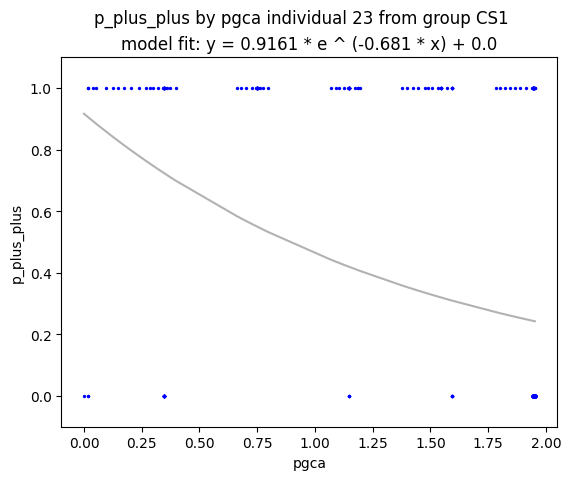 p_plus_plus by pgca individual 23 from group CS1
model fit: y = 0.9161 * e ^ (-0.681 * x) + 0.0
p_plus_plus
1.0
0.8
0.6
0.4
0.2
0.0
0.00 0.25 0.50 0.75 1.00 1.25 1.50 1.75 2.00
pgca